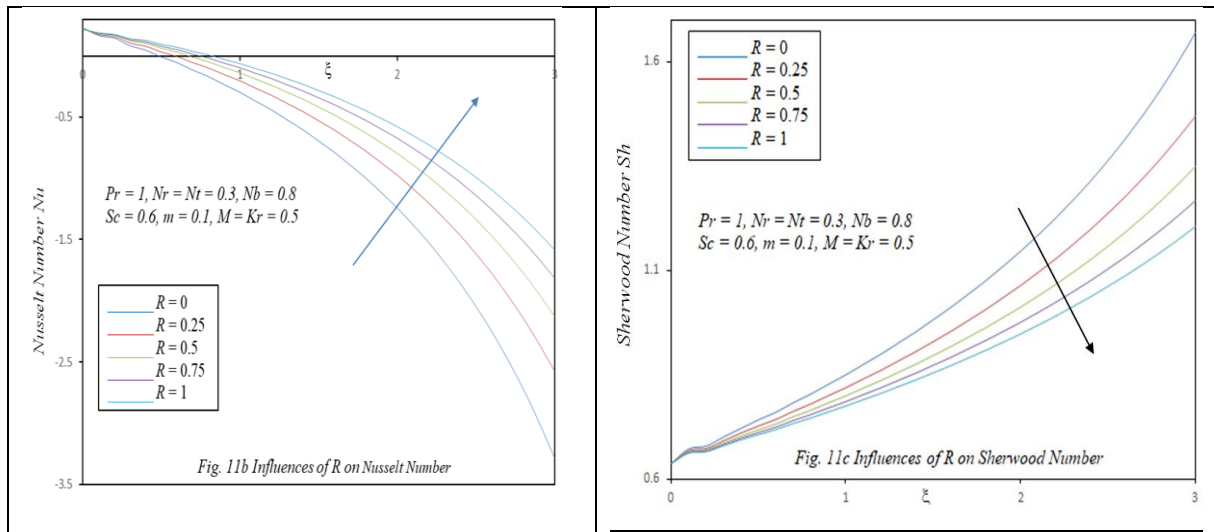 0
1
ξ
2
3
-0.5
-1.5
-2.5
-3.5
Nusselt Number Nu
Pr = 1, Nr = Nt = 0.3, Nb = 0.8
Sc = 0.6, m = 0.1, M = Kr = 0.5
R = 0
R = 0.25
R = 0.5
R = 0.75
R = 1
Fig. 11b Influences of R on Nusselt Number
1.6
1.1
0.6
Sherwood Number Sh
R = 0
R = 0.25
R = 0.5
R = 0.75
R = 1
Pr = 1, Nr = Nt = 0.3, Nb = 0.8
Sc = 0.6, m = 0.1, M = Kr = 0.5
Fig. 11c Influences of R on Sherwood Number
0
1
ξ
2
3